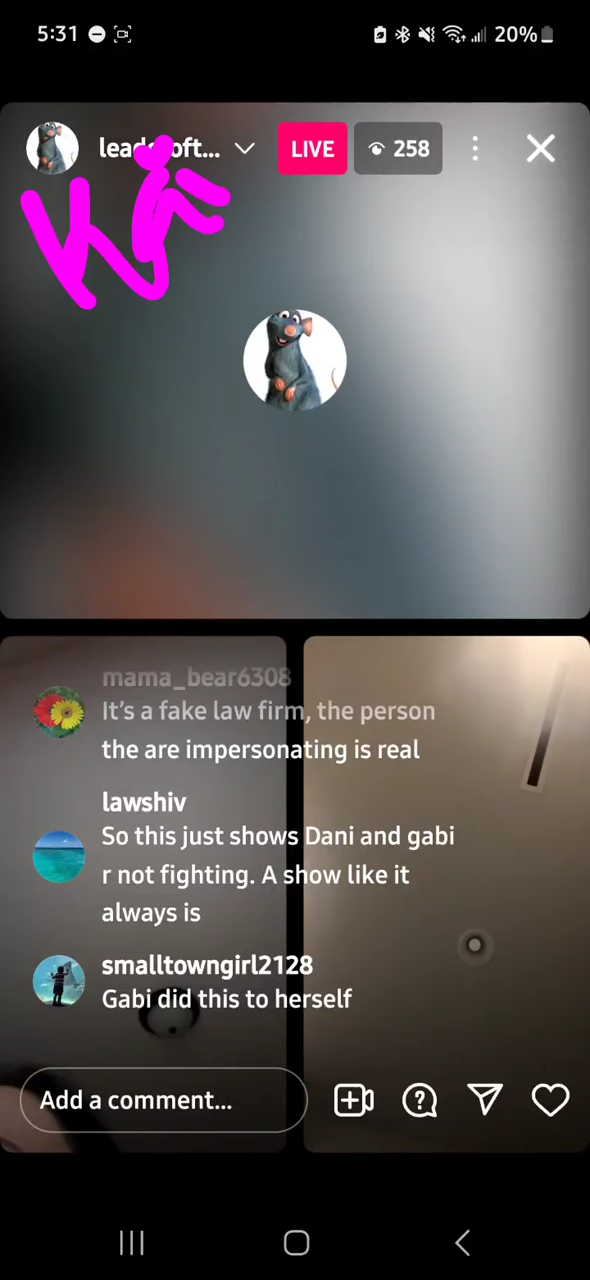 5:31
20%
LIVE
258
mama_bear6308
It's a fake law firm, the person
the are impersonating is real
lawshiv
So this just shows Dani and gabi
r not fighting. A show like it
always is
smalltowngirl2128
Gabi did this to herself
Add a comment...